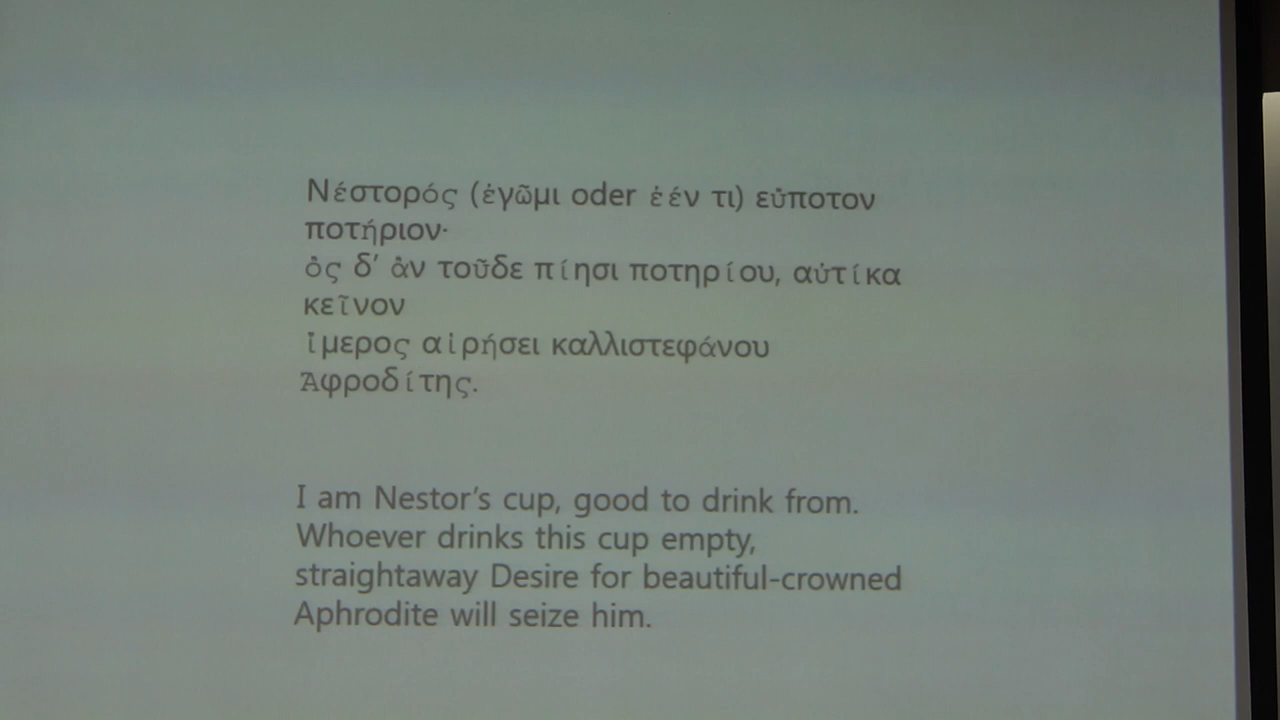 Νέστορός (ἐγῶμι oder ἐέν τι) εὔποτον
ποτήριον·
ὃς δ’ ἂν τοῦδε πίησι ποτηρίου, αὐτίκα
κεῖνον
ἵμερος αἱρήσει καλλιστεφάνου
Ἀφροδίτης.
I am Nestor’s cup, good to drink from.
Whoever drinks this cup empty,
straightaway Desire for beautiful-crowned
Aphrodite will seize him.